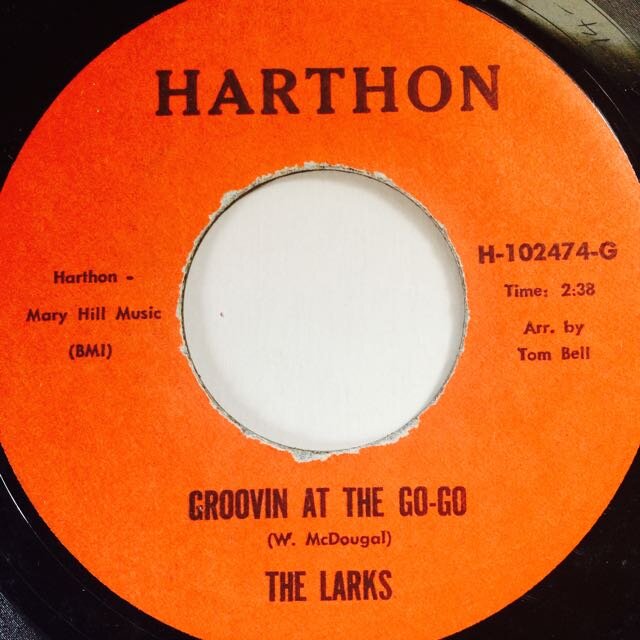 HARTHON
Harthon -
Mary Hill Music
(BMI)
H-102474-G
Time: 2:38
Arr. by
Tom Bell
GROOVIN AT THE GO-GO
(W. McDougal)
THE LARKS